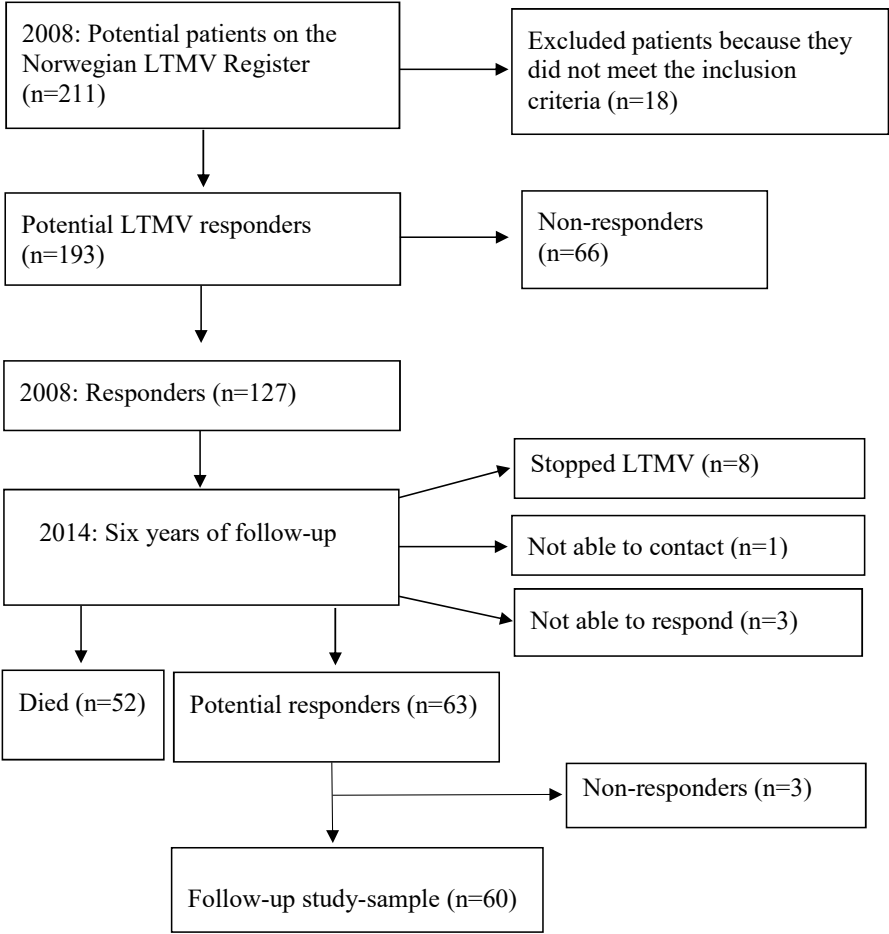 2008: Potential patients on the
Norwegian LTMV Register
(n=211)
Excluded patients because they
did not meet the inclusion
criteria (n=18)
Potential LTMV responders
(n=193)
Non-responders
(n=66)
2008: Responders (n=127)
Stopped LTMV (n=8)
2014: Six years of follow-up
Not able to contact (n=1)
Not able to respond (n=3)
Died (n=52)
Potential responders (n=63)
Non-responders (n=3)
Follow-up study-sample (n=60)